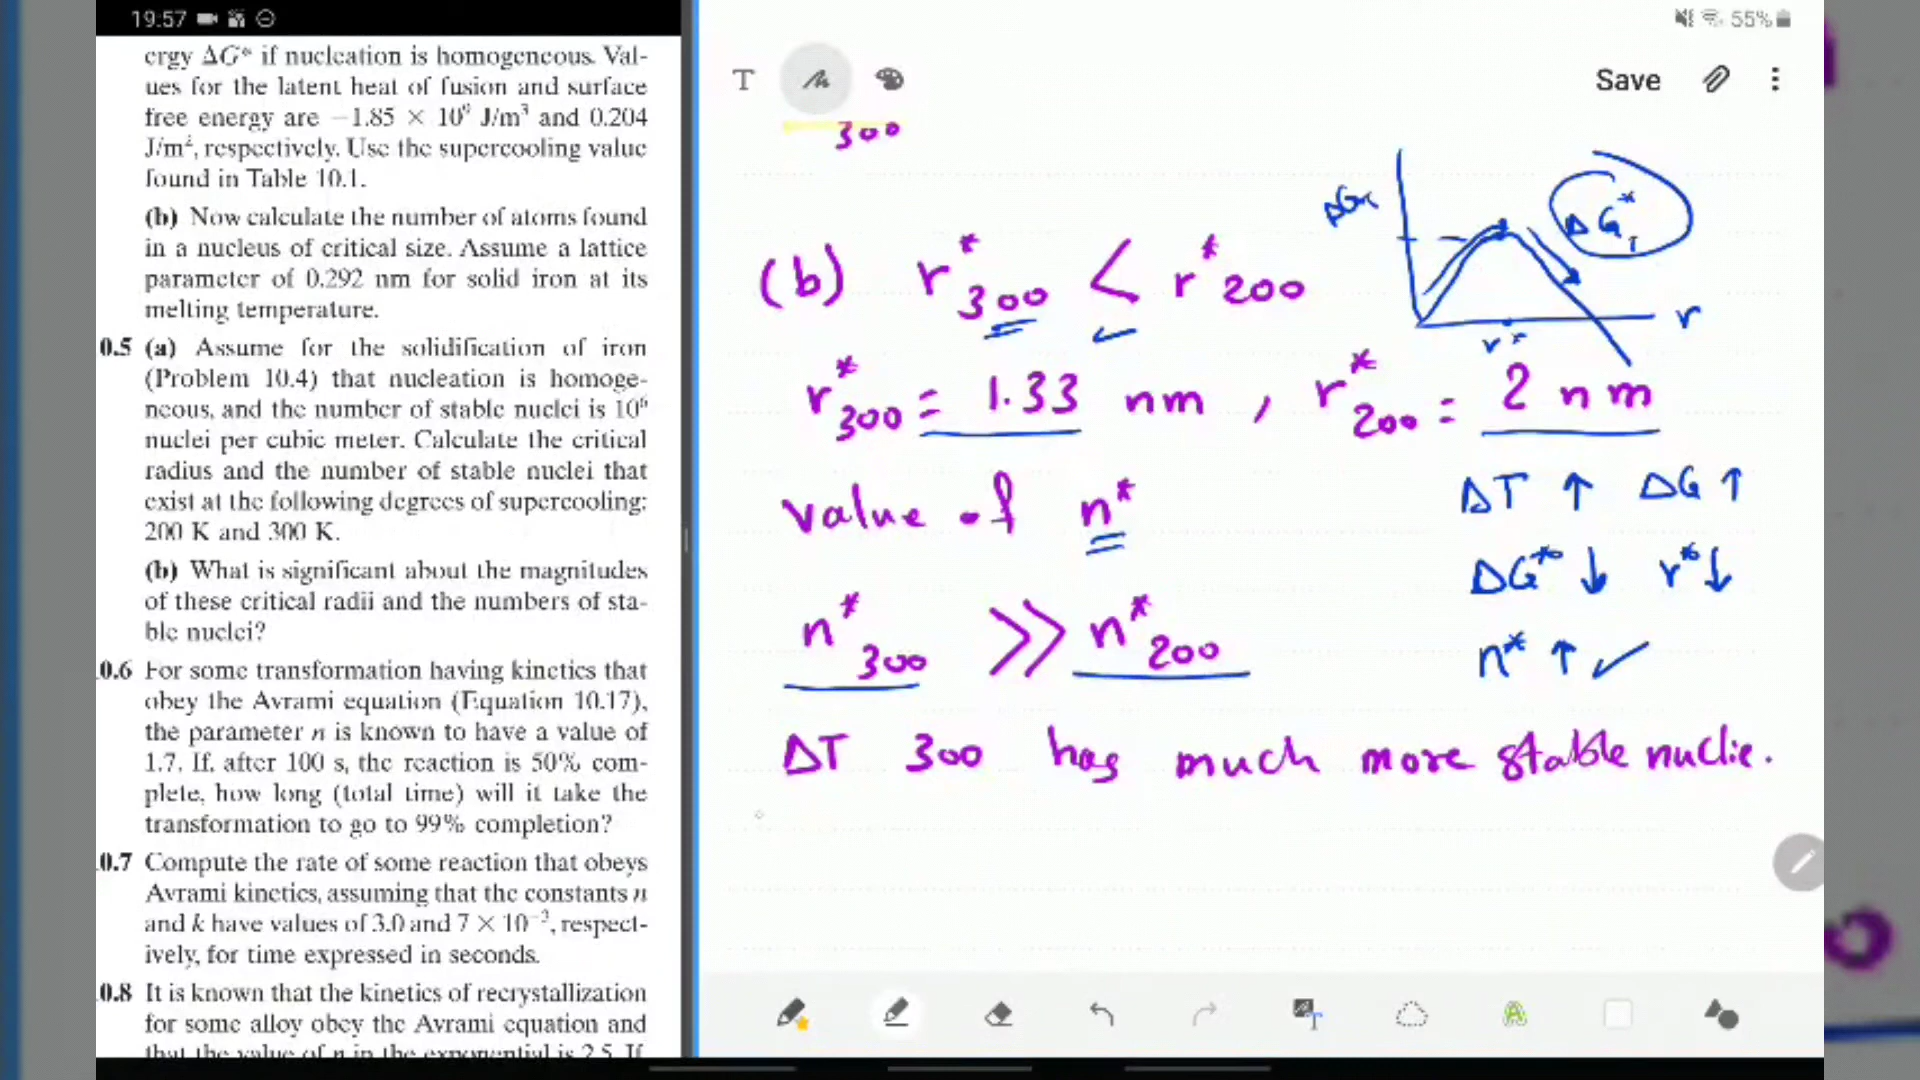 19.57
55%
ergy ΔG* if nucleation is homogeneous. Val-
ues for the latent heat of fusion and surface
free energy are −1.85 × 10⁹ J/m³ and 0.204
J/m², respectively. Use the supercooling value
found in Table 10.1.
(b) Now calculate the number of atoms found
in a nucleus of critical size. Assume a lattice
parameter of 0.292 nm for solid iron at its
melting temperature.
0.5 (a) Assume for the solidification of iron
(Problem 10.4) that nucleation is homoge-
neous, and the number of stable nuclei is 10⁶
nuclei per cubic meter. Calculate the critical
radius and the number of stable nuclei that
exist at the following degrees of supercooling:
200 K and 300 K.
(b) What is significant about the magnitudes
of these critical radii and the numbers of sta-
ble nuclei?
0.6 For some transformation having kinetics that
obey the Avrami equation (Equation 10.17),
the parameter n is known to have a value of
1.7. If, after 100 s, the reaction is 50% com-
plete, how long (total time) will it take the
transformation to go to 99% completion?
0.7 Compute the rate of some reaction that obeys
Avrami kinetics, assuming that the constants n
and k have values of 3.0 and 7 × 10⁻³, respect-
ively, for time expressed in seconds.
0.8 It is known that the kinetics of recrystallization
for some alloy obey the Avrami equation and
that the value of n in the exponential is 2.5. If,
T
Save
300
ΔG*
r
r*
(b) r*300 < r*200
r*300 = 1.33 nm, r*200 = 2 nm
value of n*
ΔT ↑ ΔG ↑
ΔG* ↓ r* ↓
n*300 >> n*200
n* ↑ ✓
ΔT 300 has much more stable nuclie.